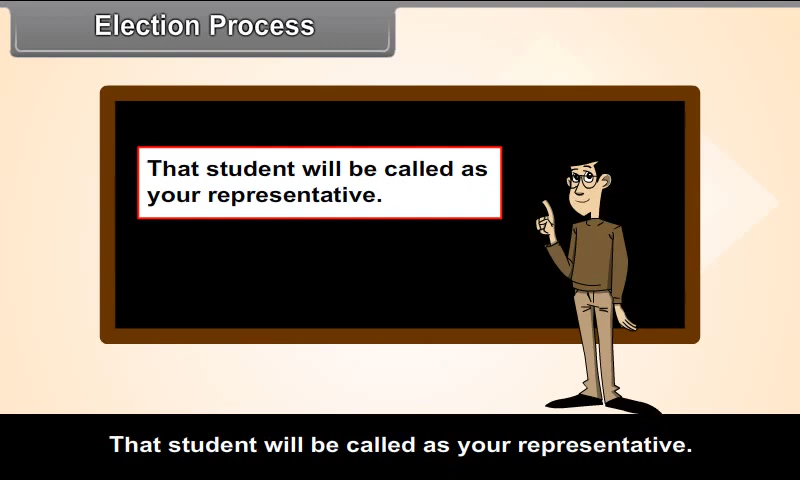 Election Process
That student will be called as
your representative.
That student will be called as your representative.